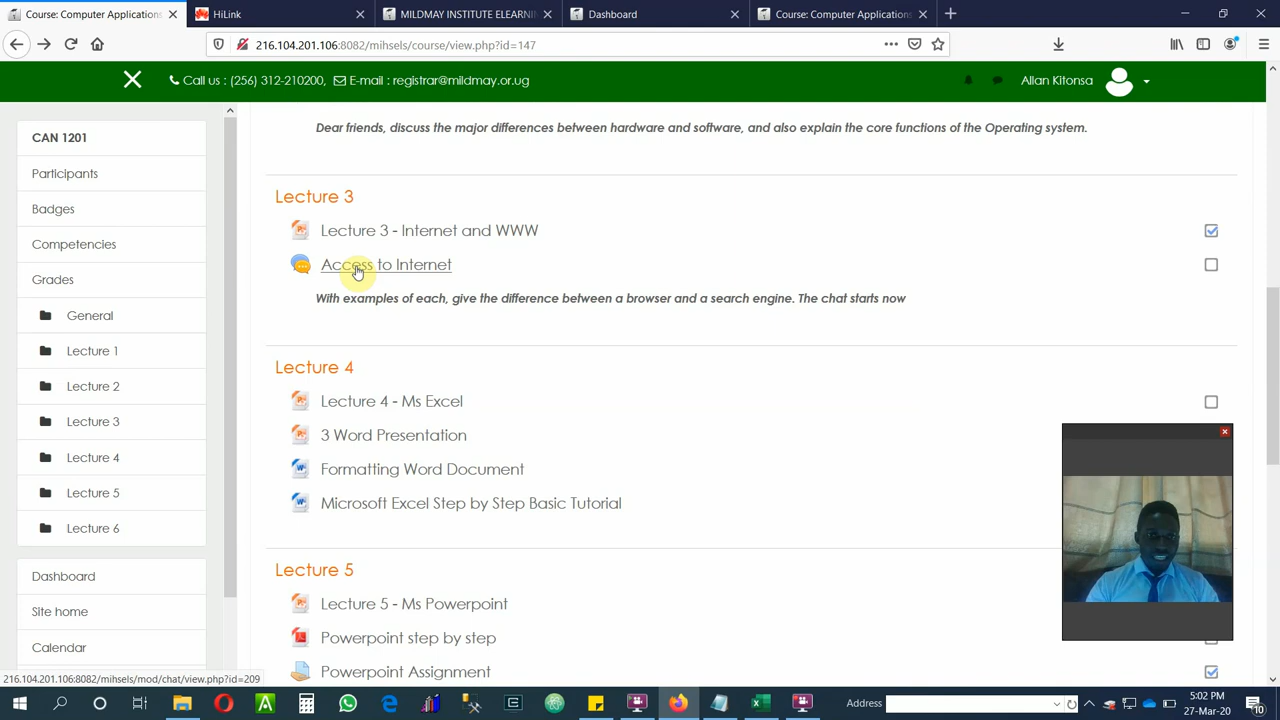 Course: Computer Applications
HiLink
MILDMAY INSTITUTE ELEARNIN
Dashboard
Course: Computer Applications
216.104.201.106:8082/mihsels/course/view.php?id=147
Call us : (256) 312-210200, E-mail : registrar@mildmay.or.ug
Allan Kitonsa
CAN 1201
Participants
Badges
Competencies
Grades
General
Lecture 1
Lecture 2
Lecture 3
Lecture 4
Lecture 5
Lecture 6
Dashboard
Site home
Calendar
Dear friends, discuss the major differences between hardware and software, and also explain the core functions of the Operating system.
Lecture 3
Lecture 3 - Internet and WWW
Access to Internet
With examples of each, give the difference between a browser and a search engine. The chat starts now
Lecture 4
Lecture 4 - Ms Excel
3 Word Presentation
Formatting Word Document
Microsoft Excel Step by Step Basic Tutorial
Lecture 5
Lecture 5 - Ms Powerpoint
Powerpoint step by step
Powerpoint Assignment
216.104.201.106:8082/mihsels/mod/chat/view.php?id=209
Address
5:02 PM
27-Mar-20
10